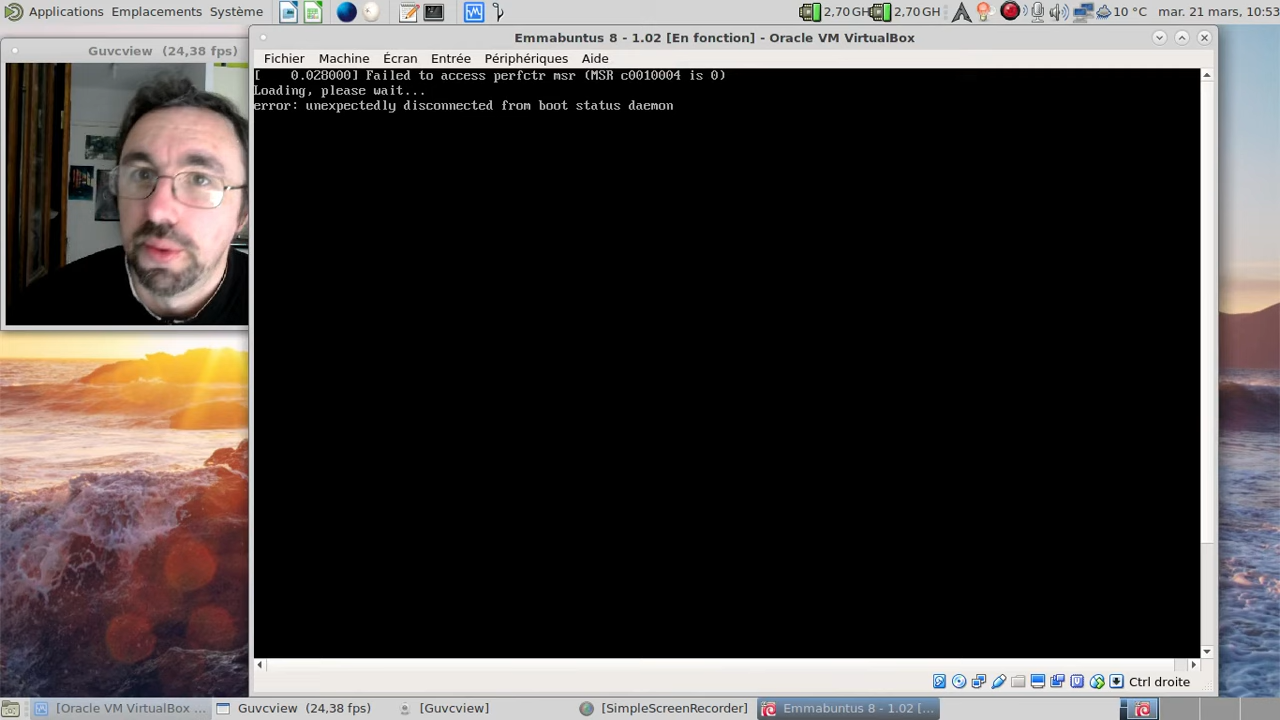 Applications Emplacements Système
2,70 GH 2,70 GH 10 °C mar. 21 mars, 10:53
Guvcview (24,38 fps)
Emmabuntus 8 - 1.02 [En fonction] - Oracle VM VirtualBox
Fichier Machine Écran Entrée Périphériques Aide
[ 0.028000] Failed to access perfctr msr (MSR c0010004 is 0)
Loading, please wait...
error: unexpectedly disconnected from boot status daemon
Ctrl droite
[Oracle VM VirtualBox ... Guvcview (24,38 fps) [Guvcview] [SimpleScreenRecorder] Emmabuntus 8 - 1.02 [...